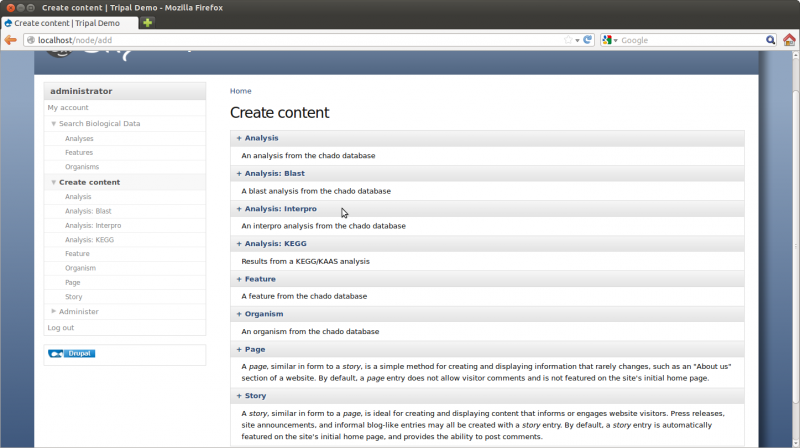 Create content | Tripal Demo - Mozilla Firefox
Create content | Tripal Demo
localhost/node/add
Google
administrator
My account
Search Biological Data
Analyses
Features
Organisms
Create content
Analysis
Analysis: Blast
Analysis: Interpro
Analysis: KEGG
Feature
Organism
Page
Story
Administer
Log out
Drupal
Home
Create content
+ Analysis
An analysis from the chado database
+ Analysis: Blast
A blast analysis from the chado database
+ Analysis: Interpro
An interpro analysis from the chado database
+ Analysis: KEGG
Results from a KEGG/KAAS analysis
+ Feature
A feature from the chado database
+ Organism
An organism from the chado database
+ Page
A page, similar in form to a story, is a simple method for creating and displaying information that rarely changes, such as an "About us"
section of a website. By default, a page entry does not allow visitor comments and is not featured on the site's initial home page.
+ Story
A story, similar in form to a page, is ideal for creating and displaying content that informs or engages website visitors. Press releases,
site announcements, and informal blog-like entries may all be created with a story entry. By default, a story entry is automatically
featured on the site's initial home page, and provides the ability to post comments.